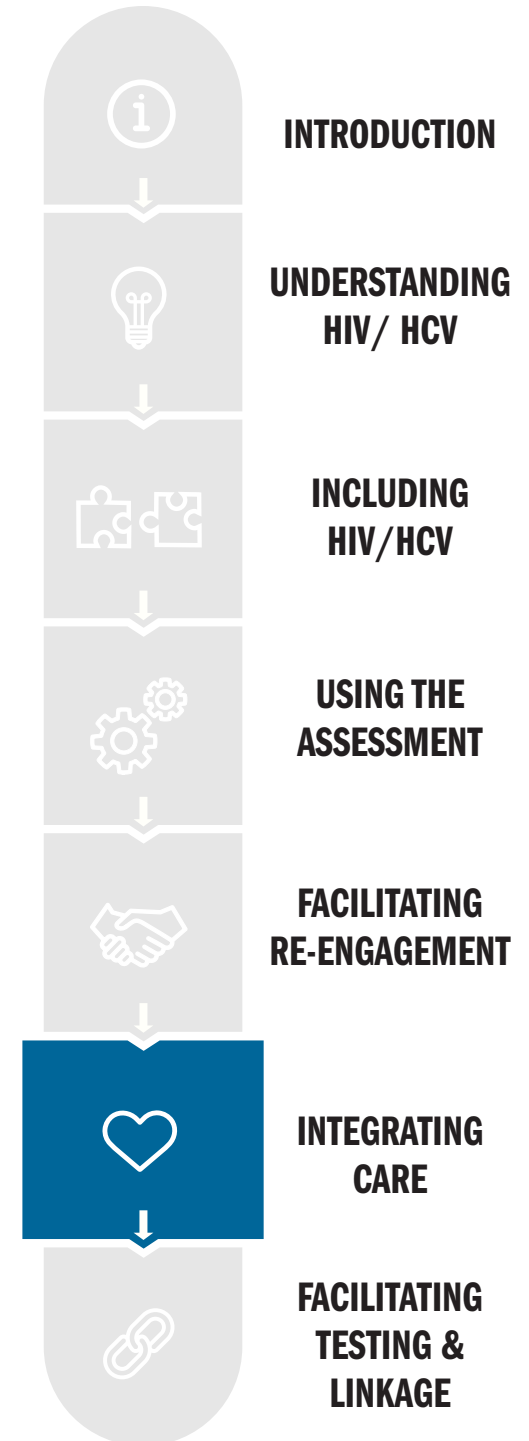 INTRODUCTION
UNDERSTANDING
HIV/ HCV
INCLUDING
HIV/HCV
USING THE
ASSESSMENT
FACILITATING
RE-ENGAGEMENT
INTEGRATING
CARE
FACILITATING
TESTING &
LINKAGE